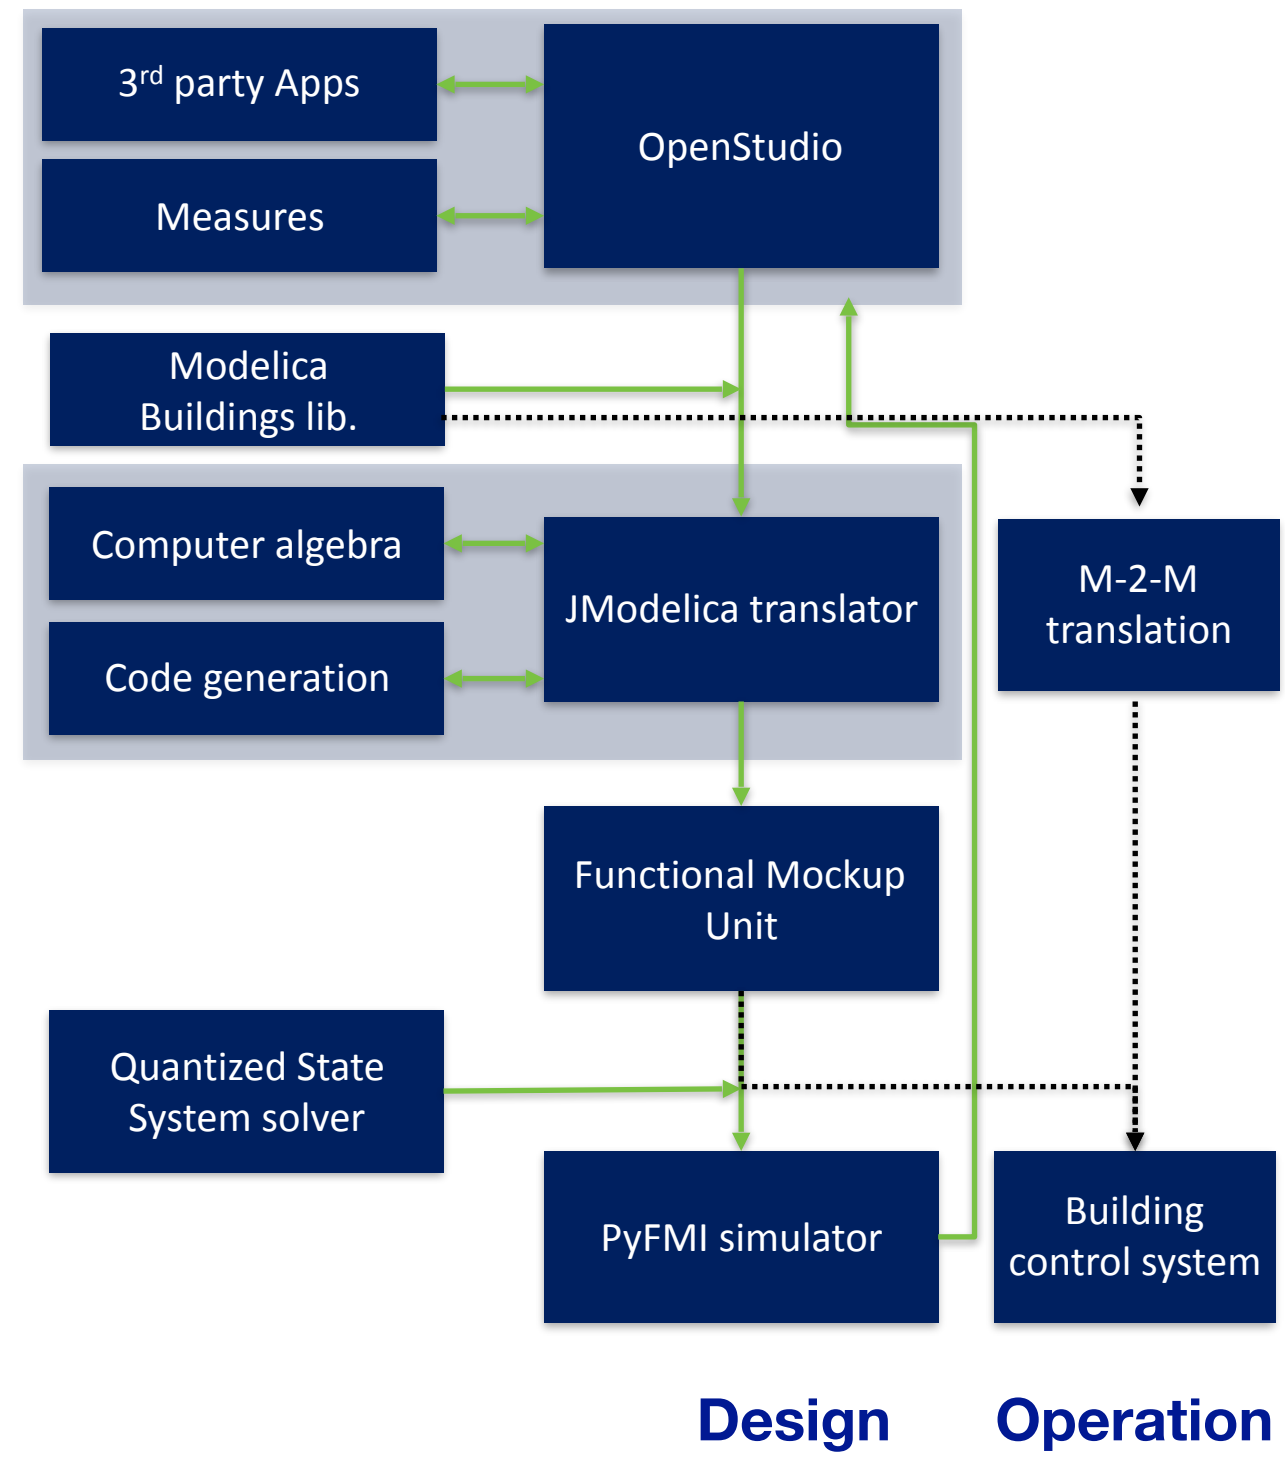 3rd party Apps
OpenStudio
Measures
Modelica
Buildings lib.
Computer algebra
JModelica translator
Code generation
M-2-M
translation
Functional Mockup
Unit
Quantized State
System solver
PyFMI simulator
Building
control system
Design
Operation